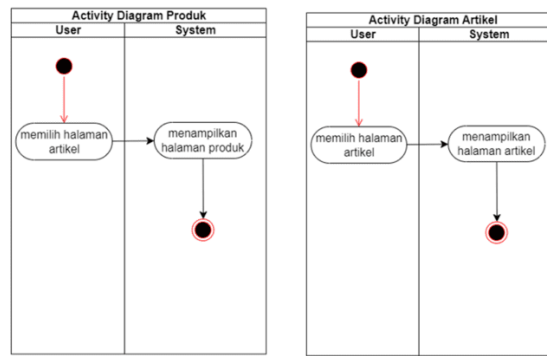 Activity Diagram Produk
User
System
memilih halaman
artikel
menampilkan
halaman produk
Activity Diagram Artikel
User
System
memilih halaman
artikel
menampilkan
halaman artikel